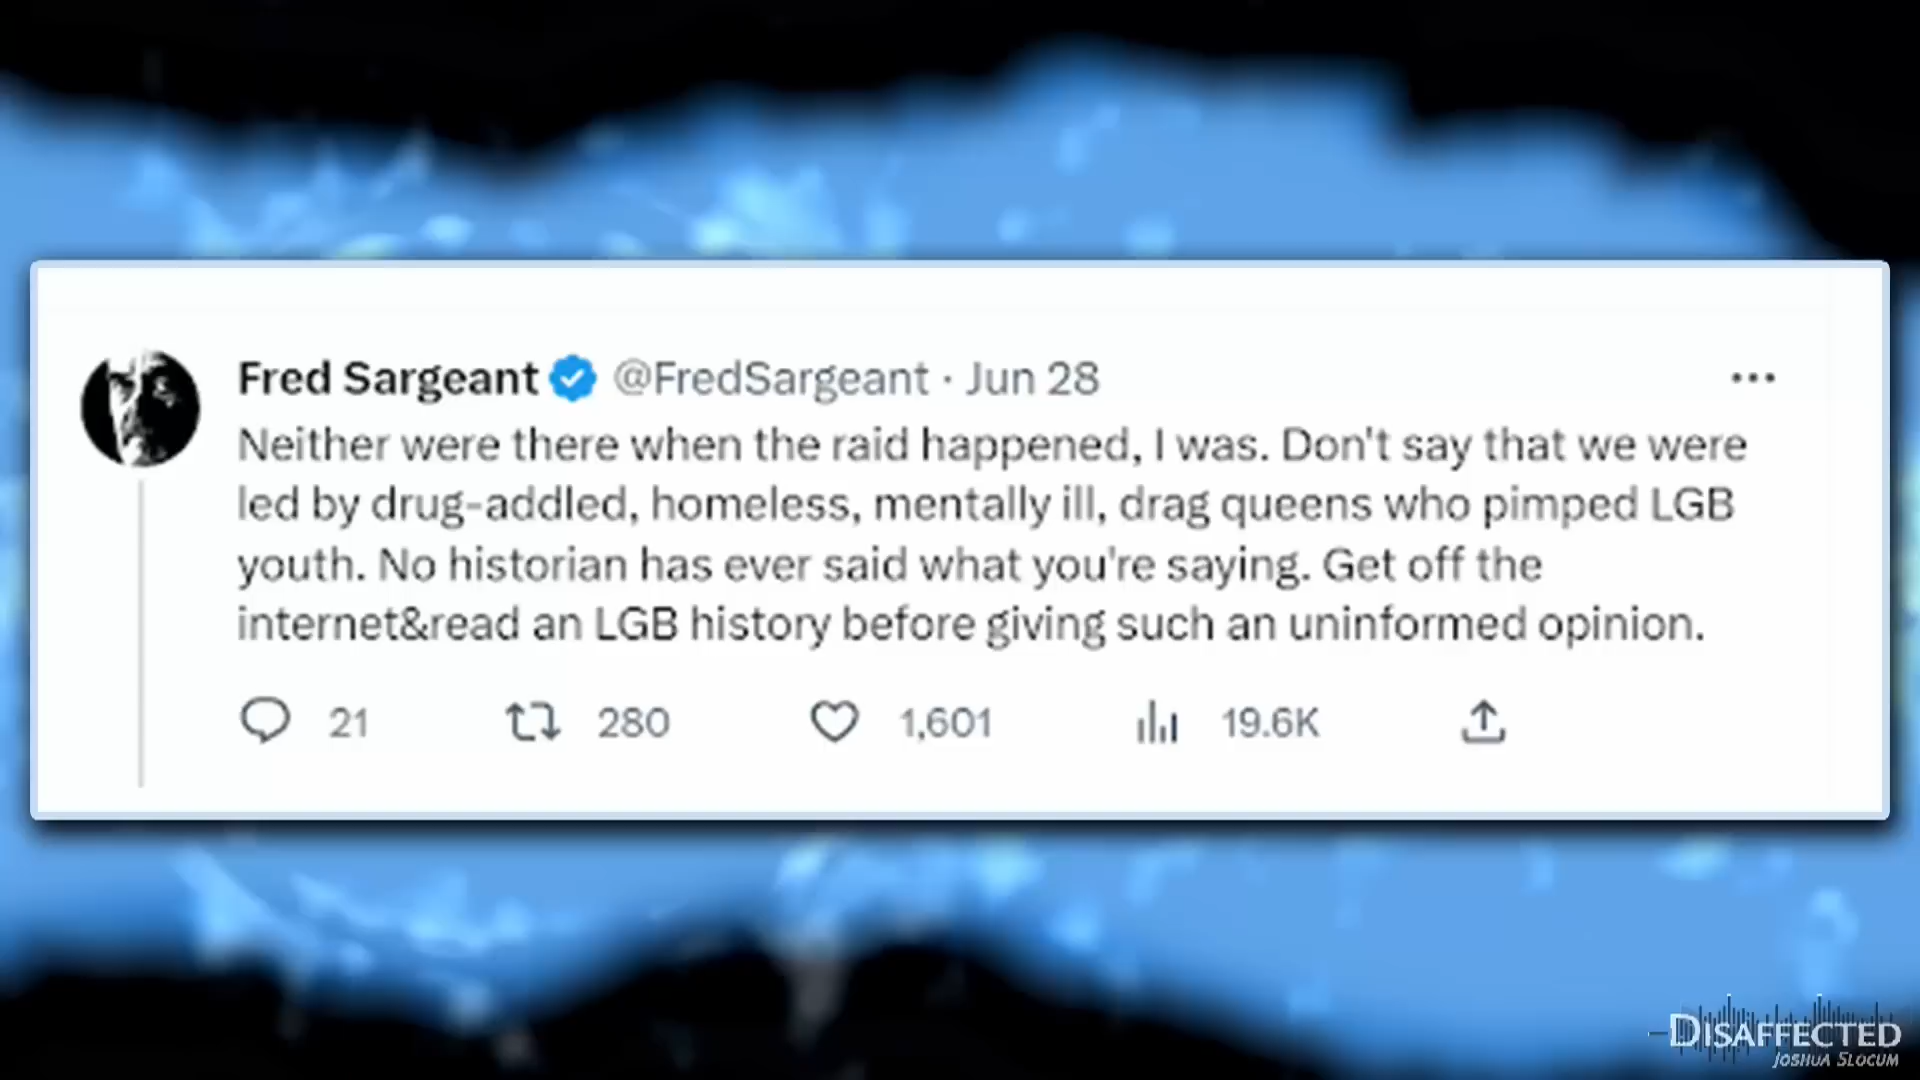 Fred Sargeant @FredSargeant · Jun 28
Neither were there when the raid happened, I was. Don't say that we were
led by drug-addled, homeless, mentally ill, drag queens who pimped LGB
youth. No historian has ever said what you're saying. Get off the
internet&read an LGB history before giving such an uninformed opinion.
21 280 1,601 19.6K
DISAFFECTED
JOSHUA SLOCUM